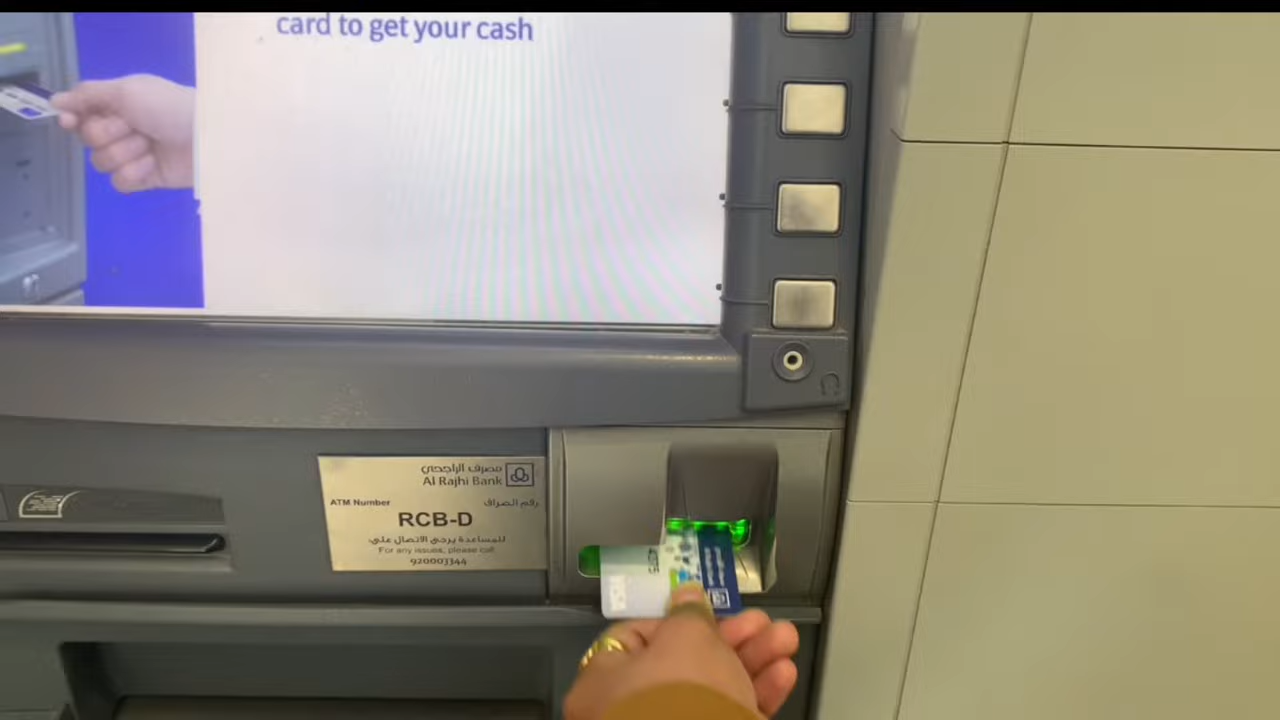 card to get your cash
مصرف الراجحي
Al Rajhi Bank
ATM Number رقم الصراف
RCB-D
للمساعدة يرجى الاتصال على:
For any issues, please call
920003344